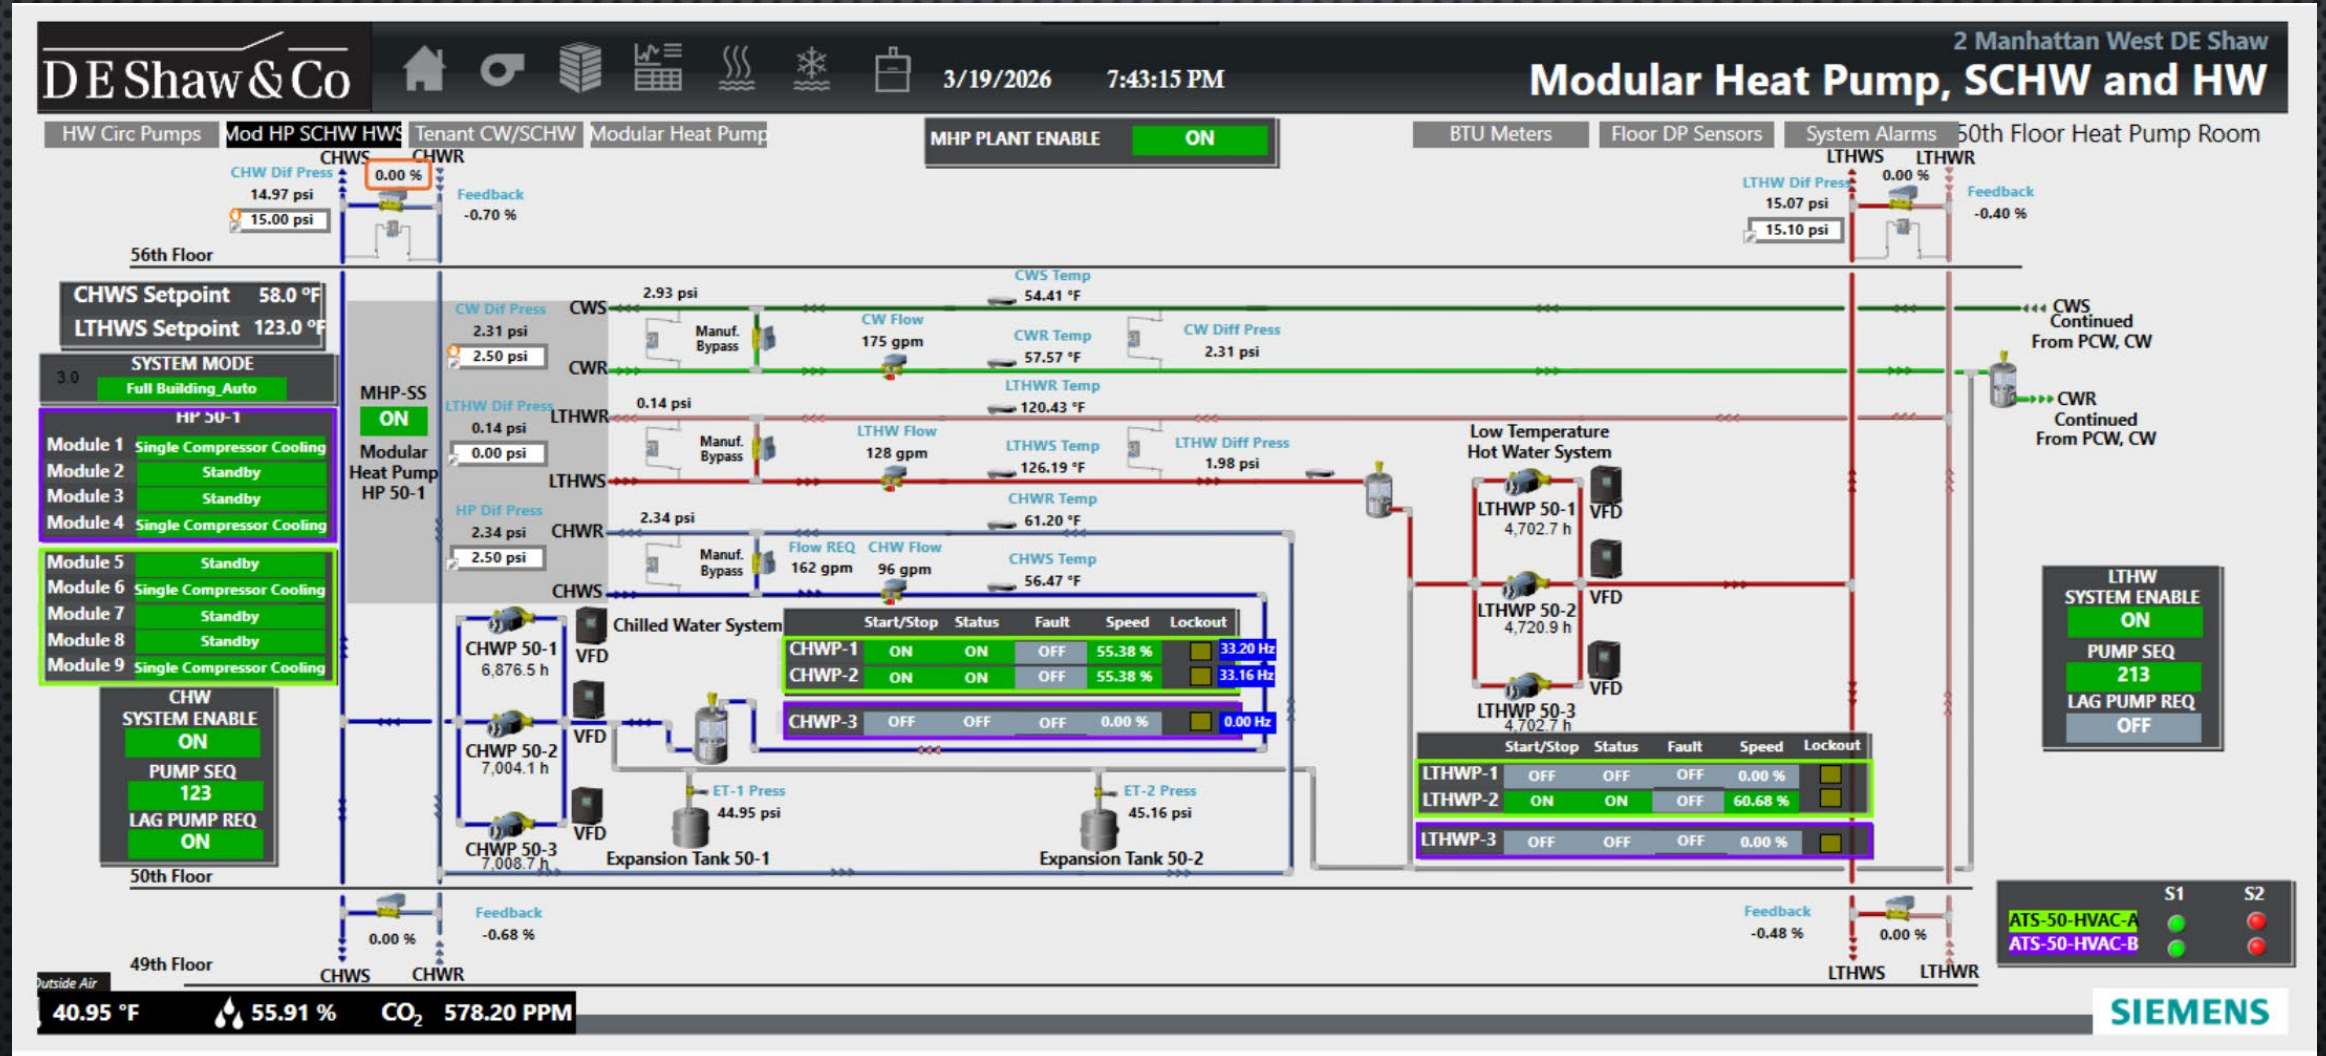 DE Shaw & Co
3/19/2026
7:43:15 PM
2 Manhattan West DE Shaw
Modular Heat Pump, SCHW and HW
HW Circ Pumps
Mod HP SCHW HWS
Tenant CW/SCHW
Modular Heat Pump
MHP PLANT ENABLE
ON
BTU Meters
Floor DP Sensors
System Alarms
50th Floor Heat Pump Room
CHWS
CHWR
CHW Dif Press
14.97 psi
15.00 psi
0.00 %
Feedback
-0.70 %
56th Floor
LTHWS
LTHWR
LTHW Dif Press
15.07 psi
15.10 psi
0.00 %
Feedback
-0.40 %
CHWS Setpoint 58.0 °F
LTHWS Setpoint 123.0 °F
SYSTEM MODE
3.0
Full Building_Auto
HP 50-1
Module 1 Single Compressor Cooling
Module 2 Standby
Module 3 Standby
Module 4 Single Compressor Cooling
Module 5 Standby
Module 6 Single Compressor Cooling
Module 7 Standby
Module 8 Standby
Module 9 Single Compressor Cooling
CHW
SYSTEM ENABLE
ON
PUMP SEQ
123
LAG PUMP REQ
ON
MHP-SS
ON
Modular
Heat Pump
HP 50-1
CW Dif Press
2.31 psi
2.50 psi
LTHW Dif Press
0.14 psi
0.00 psi
HP Dif Press
2.34 psi
2.50 psi
CWS
2.93 psi
CWS Temp
54.41 °F
Manuf.
Bypass
CW Flow
175 gpm
CWR Temp
57.57 °F
CW Diff Press
2.31 psi
CWR
CWS
Continued
From PCW, CW
CWR
Continued
From PCW, CW
LTHWR Temp
120.43 °F
LTHWR
0.14 psi
Manuf.
Bypass
LTHW Flow
128 gpm
LTHWS Temp
126.19 °F
LTHW Diff Press
1.98 psi
LTHWS
CHWR Temp
61.20 °F
CHWR
2.34 psi
Manuf.
Bypass
Flow REQ
162 gpm
CHW Flow
96 gpm
CHWS Temp
56.47 °F
CHWS
Chilled Water System
Start/Stop Status Fault Speed Lockout
CHWP-1 ON ON OFF 55.38 % 33.20 Hz
CHWP-2 ON ON OFF 55.38 % 33.16 Hz
CHWP-3 OFF OFF OFF 0.00 % 0.00 Hz
CHWP 50-1
6,876.5 h
VFD
CHWP 50-2
7,004.1 h
VFD
CHWP 50-3
7,008.7 h
VFD
ET-1 Press
44.95 psi
Expansion Tank 50-1
ET-2 Press
45.16 psi
Expansion Tank 50-2
Low Temperature
Hot Water System
LTHWP 50-1
4,702.7 h
VFD
LTHWP 50-2
4,720.9 h
VFD
LTHWP 50-3
4,702.7 h
VFD
Start/Stop Status Fault Speed Lockout
LTHWP-1 OFF OFF OFF 0.00 %
LTHWP-2 ON ON OFF 60.68 %
LTHWP-3 OFF OFF OFF 0.00 %
LTHW
SYSTEM ENABLE
ON
PUMP SEQ
213
LAG PUMP REQ
OFF
50th Floor
0.00 %
Feedback
-0.68 %
49th Floor
CHWS
CHWR
Feedback
-0.48 %
0.00 %
LTHWS
LTHWR
S1 S2
ATS-50-HVAC-A
ATS-50-HVAC-B
Outside Air
40.95 °F
55.91 %
CO2 578.20 PPM
SIEMENS